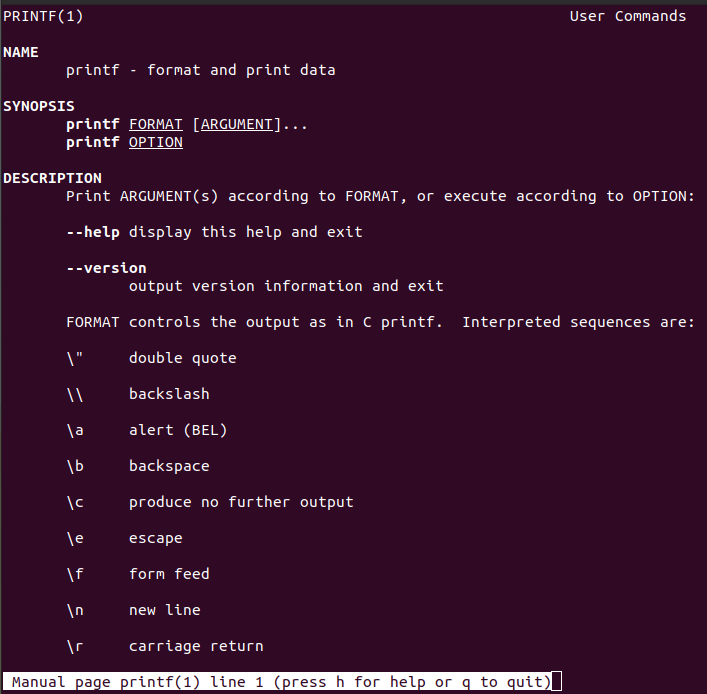 PRINTF(1) User Commands
NAME
printf - format and print data
SYNOPSIS
printf FORMAT [ARGUMENT]...
printf OPTION
DESCRIPTION
Print ARGUMENT(s) according to FORMAT, or execute according to OPTION:
--help display this help and exit
--version
output version information and exit
FORMAT controls the output as in C printf.  Interpreted sequences are:
\" double quote
\\ backslash
\a alert (BEL)
\b backspace
\c produce no further output
\e escape
\f form feed
\n new line
\r carriage return
Manual page printf(1) line 1 (press h for help or q to quit)